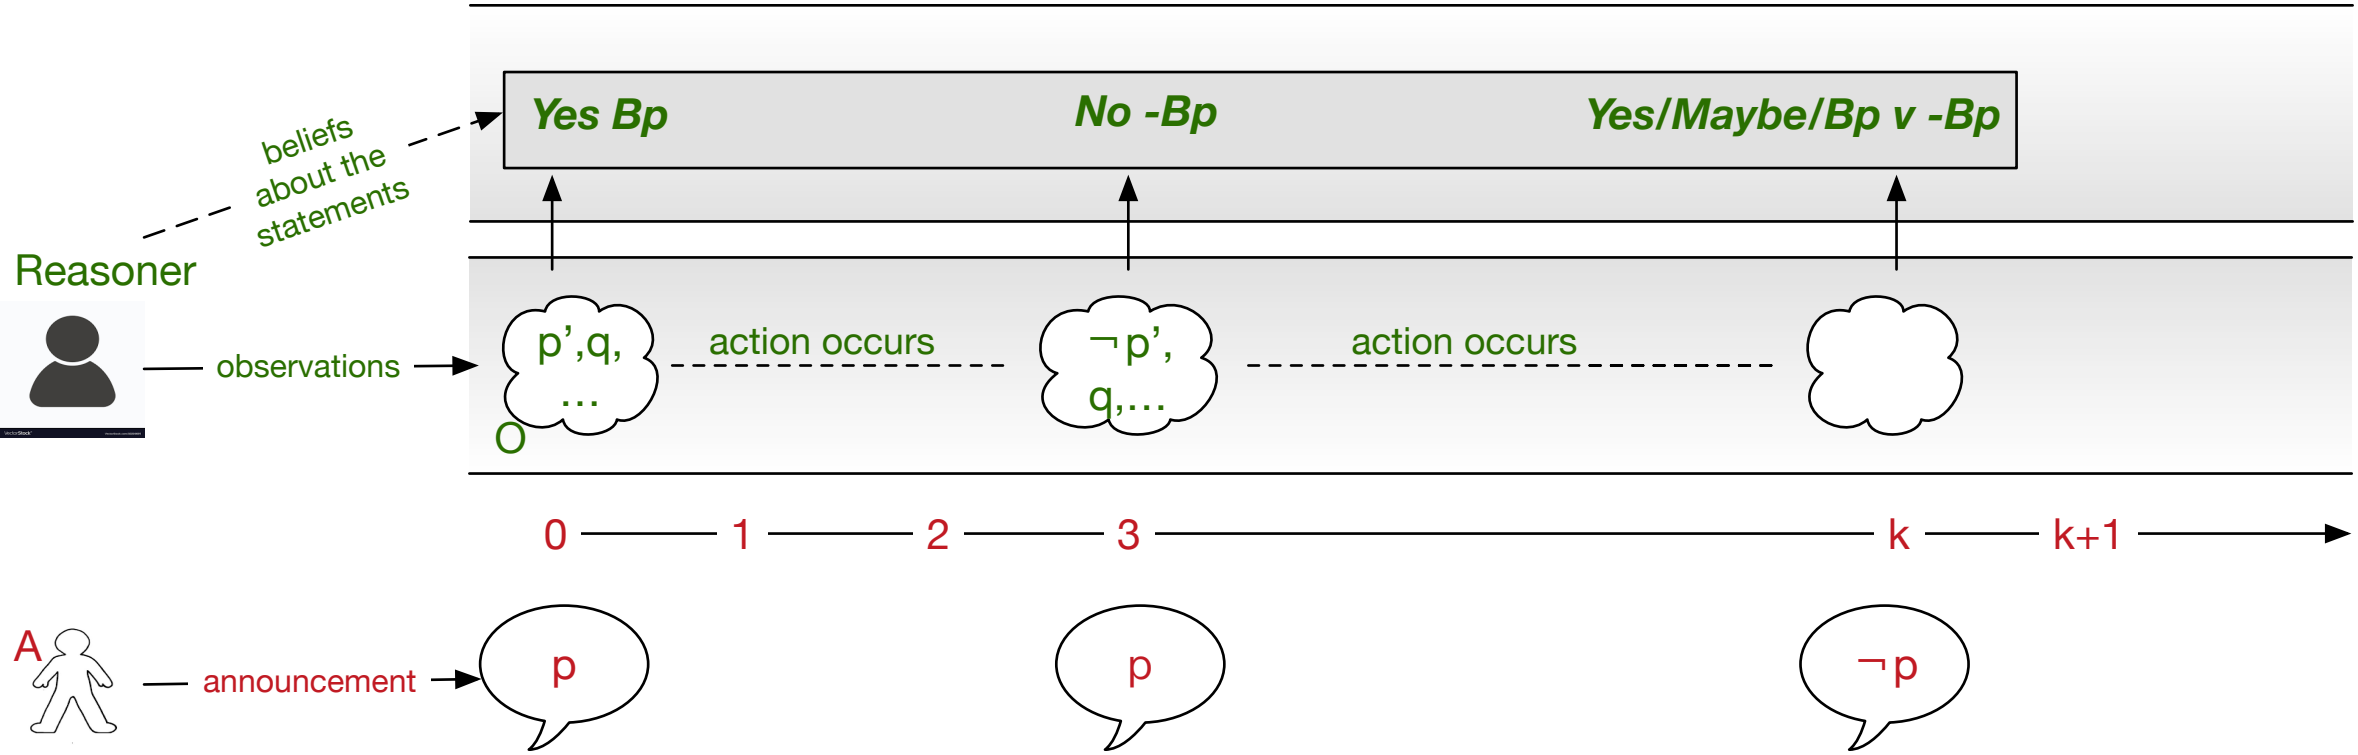 Yes Bp
No -Bp
Yes/Maybe/Bp v -Bp
beliefs
about the
statements
Reasoner
observations
p’,q,
...
O
action occurs
¬p’,
q,...
action occurs
0
1
2
3
k
k+1
A
announcement
p
p
¬p
VectorStock